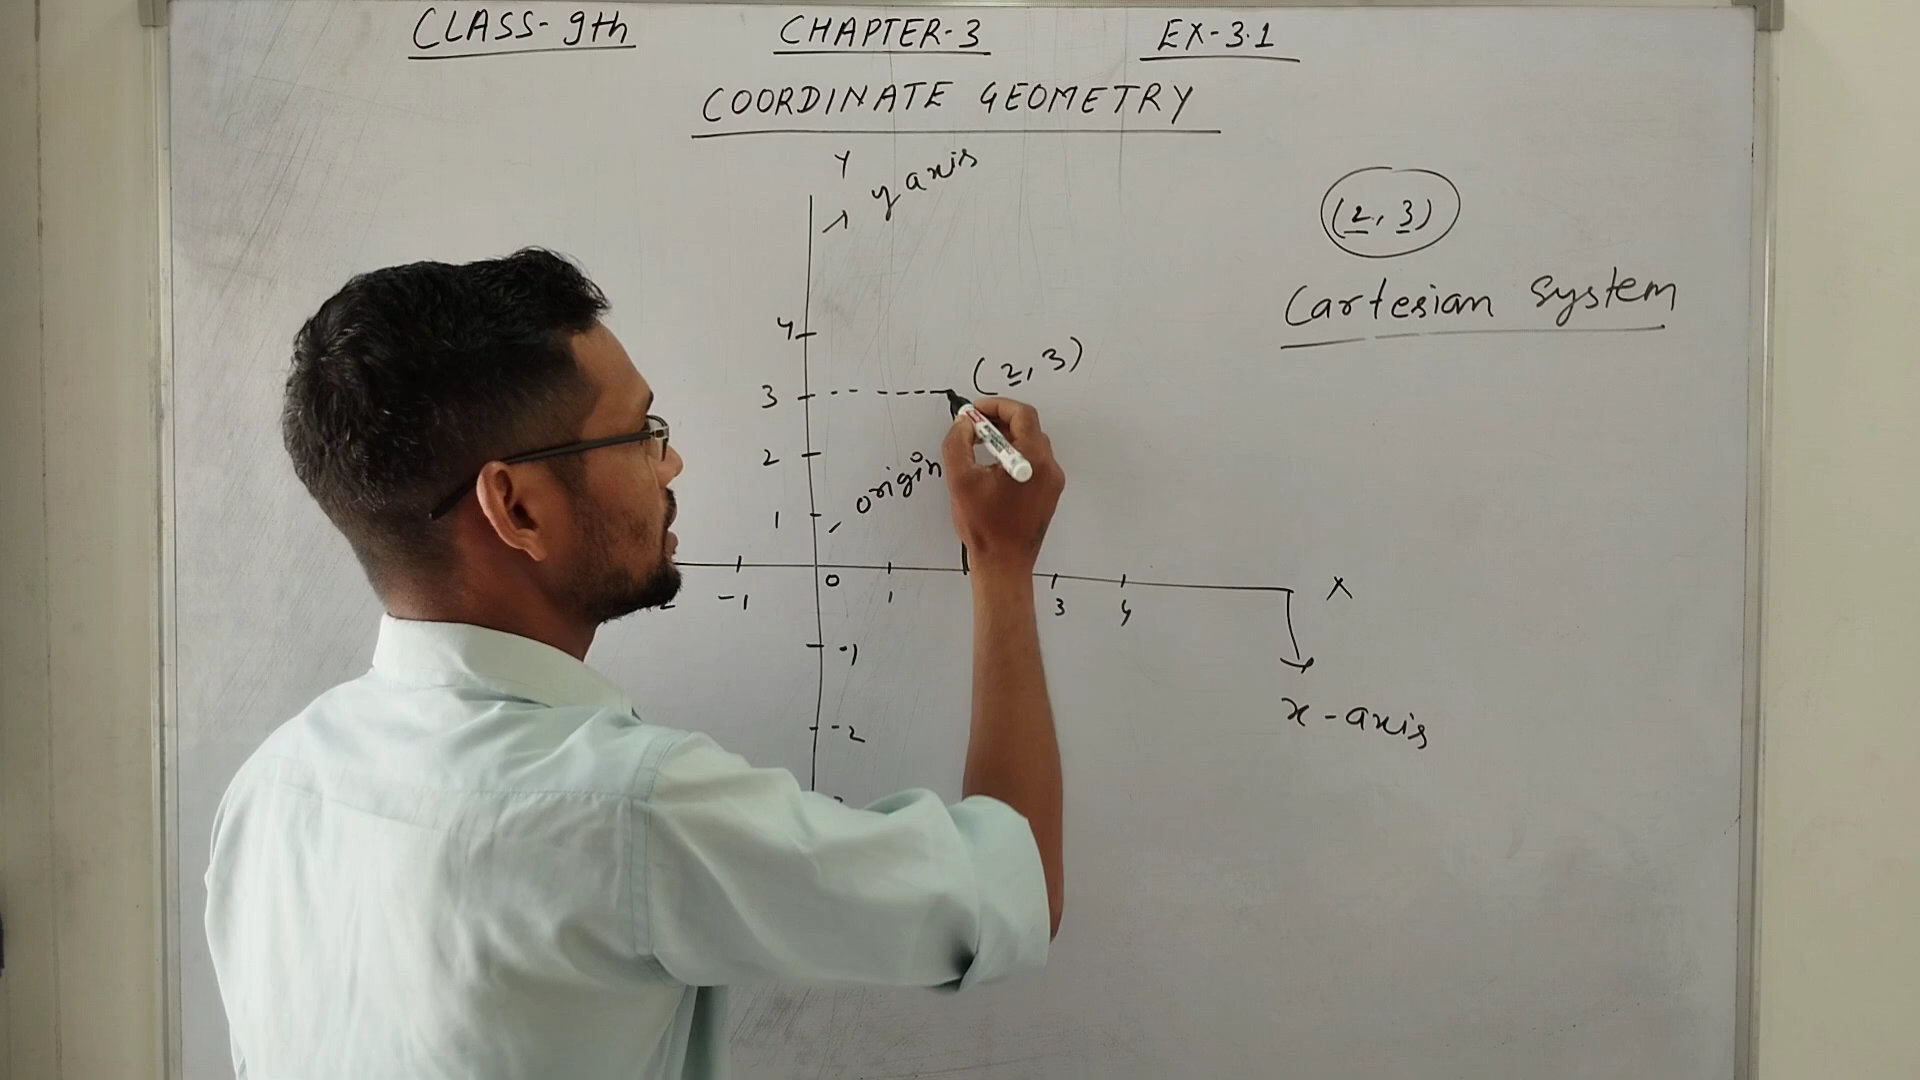 CLASS-9th CHAPTER-3 EX-3.1
COORDINATE GEOMETRY
Y
y axis
(2, 3)
Cartesian system
4
(2, 3)
3
2
origin
1
-1 0 1 3 4 X
-1
x-axis
-2